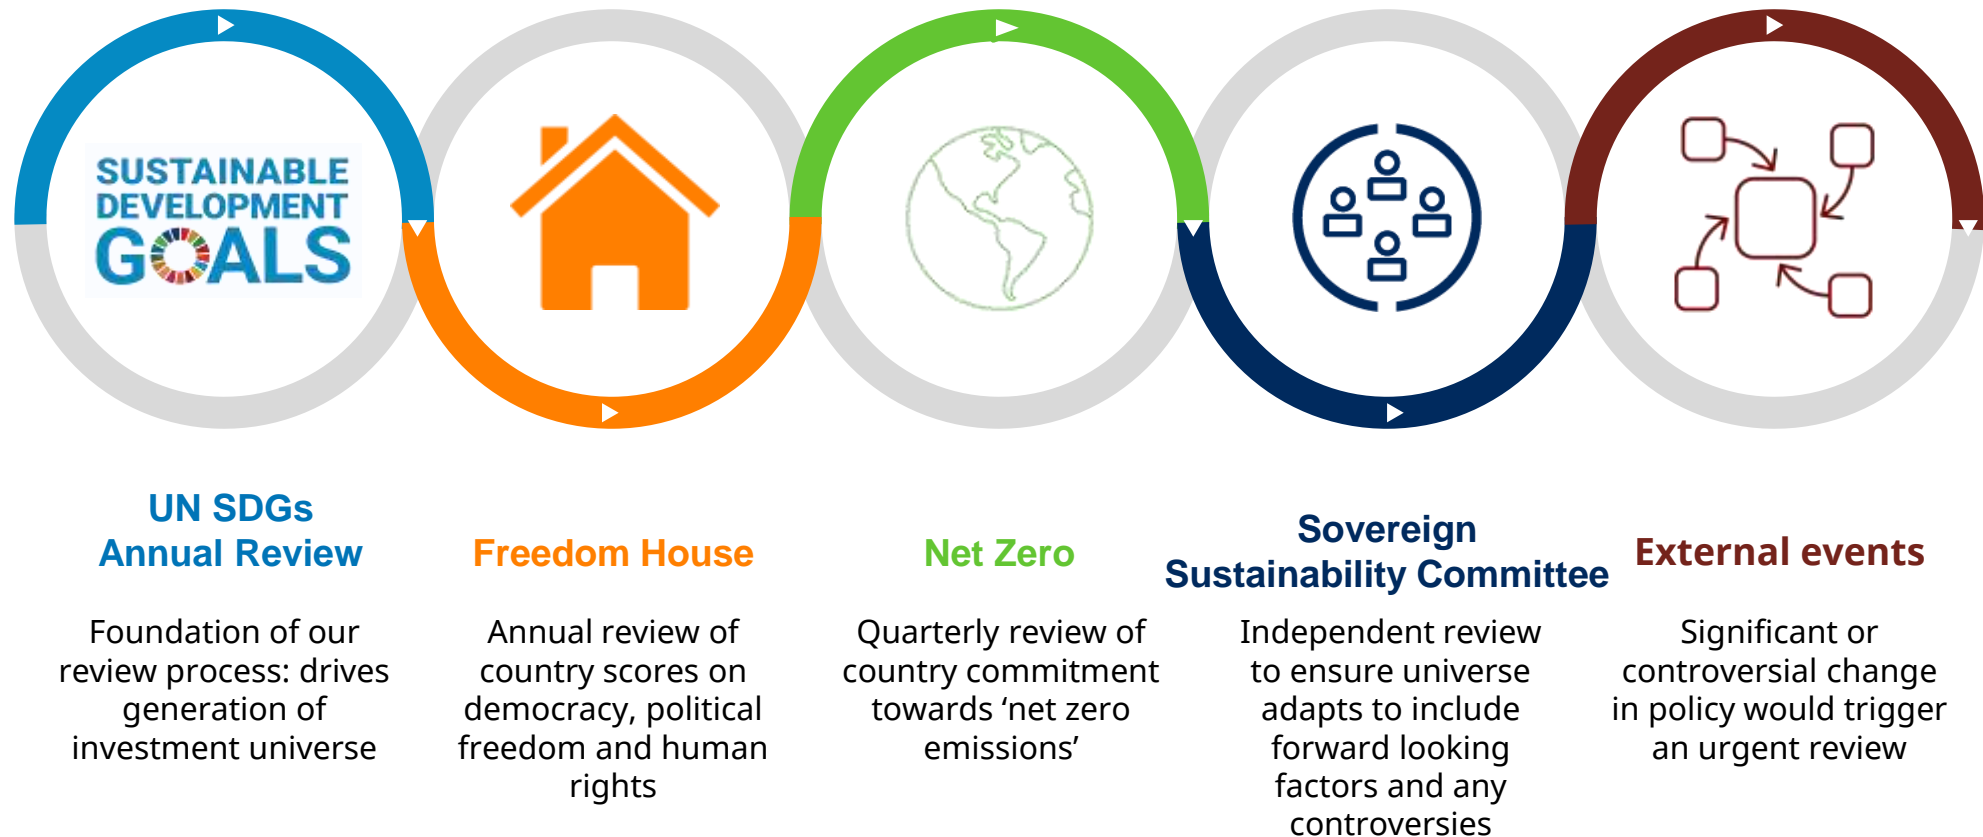 SUSTAINABLE
DEVELOPMENT
GOALS
UN SDGs
Annual Review
Foundation of our
review process: drives
generation of
investment universe
Freedom House
Annual review of
country scores on
democracy, political
freedom and human
rights
Net Zero
Quarterly review of
country commitment
towards ‘net zero
emissions’
Sovereign
Sustainability Committee
Independent review
to ensure universe
adapts to include
forward looking
factors and any
controversies
External events
Significant or
controversial change
in policy would trigger
an urgent review